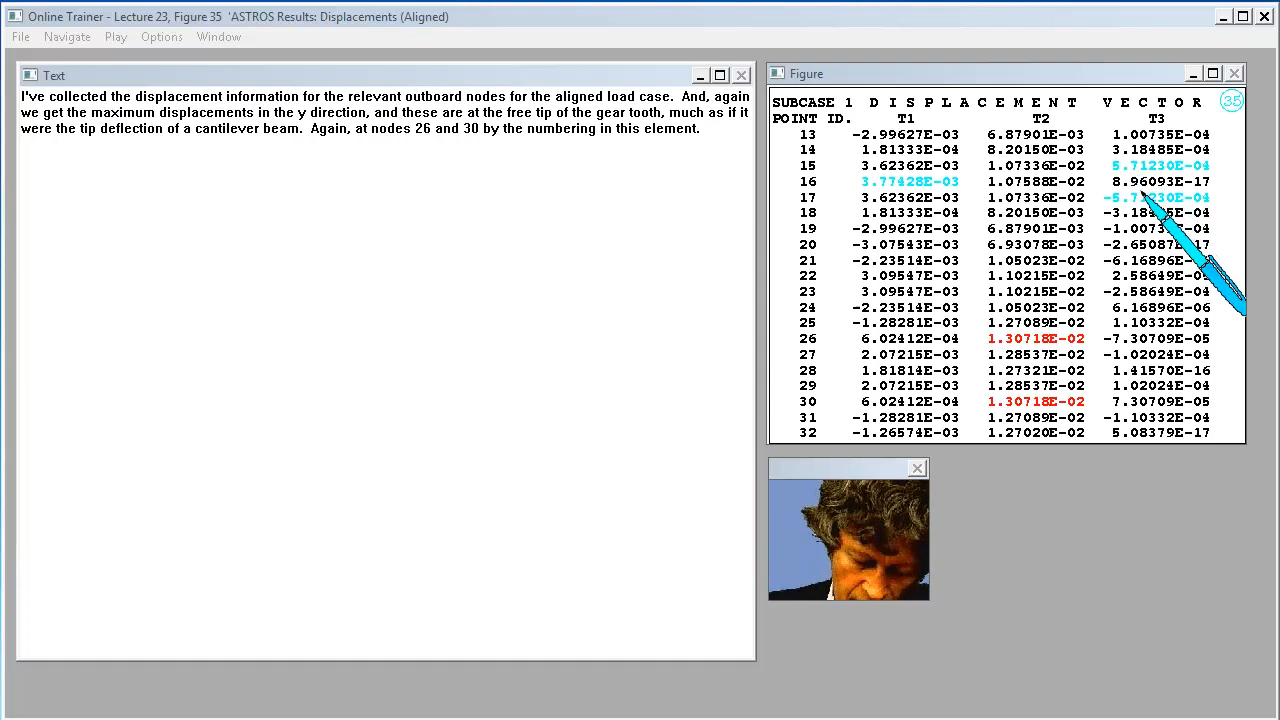 Online Trainer - Lecture 23, Figure 35  'ASTROS Results: Displacements (Aligned)
File Navigate Play Options Window
Text
I've collected the displacement information for the relevant outboard nodes for the aligned load case.  And, again
we get the maximum displacements in the y direction, and these are at the free tip of the gear tooth, much as if it
were the tip deflection of a cantilever beam.  Again, at nodes 26 and 30 by the numbering in this element.
Figure
SUBCASE 1 D I S P L A C E M E N T  V E C T O R 35
POINT ID. T1 T2 T3
13 -2.99627E-03 6.87901E-03 1.00735E-04
14 1.81333E-04 8.20150E-03 3.18485E-04
15 3.62362E-03 1.07336E-02 5.71230E-04
16 3.77428E-03 1.07588E-02 8.96093E-17
17 3.62362E-03 1.07336E-02 -5.71230E-04
18 1.81333E-04 8.20150E-03
19 -2.99627E-03 6.87901E-03
20 -3.07543E-03 6.93078E-03
21 -2.23514E-03 1.05023E-02
22 3.09547E-03 1.10215E-02
23 3.09547E-03 1.10215E-02 -2.58649E-04
24 -2.23514E-03 1.05023E-02 6.16896E-06
25 -1.28281E-03 1.27089E-02 1.10332E-04
26 6.02412E-04 1.30718E-02 -7.30709E-05
27 2.07215E-03 1.28537E-02 -1.02024E-04
28 1.81814E-03 1.27321E-02 1.41570E-16
29 2.07215E-03 1.28537E-02 1.02024E-04
30 6.02412E-04 1.30718E-02 7.30709E-05
31 -1.28281E-03 1.27089E-02 -1.10332E-04
32 -1.26574E-03 1.27020E-02 5.08379E-17